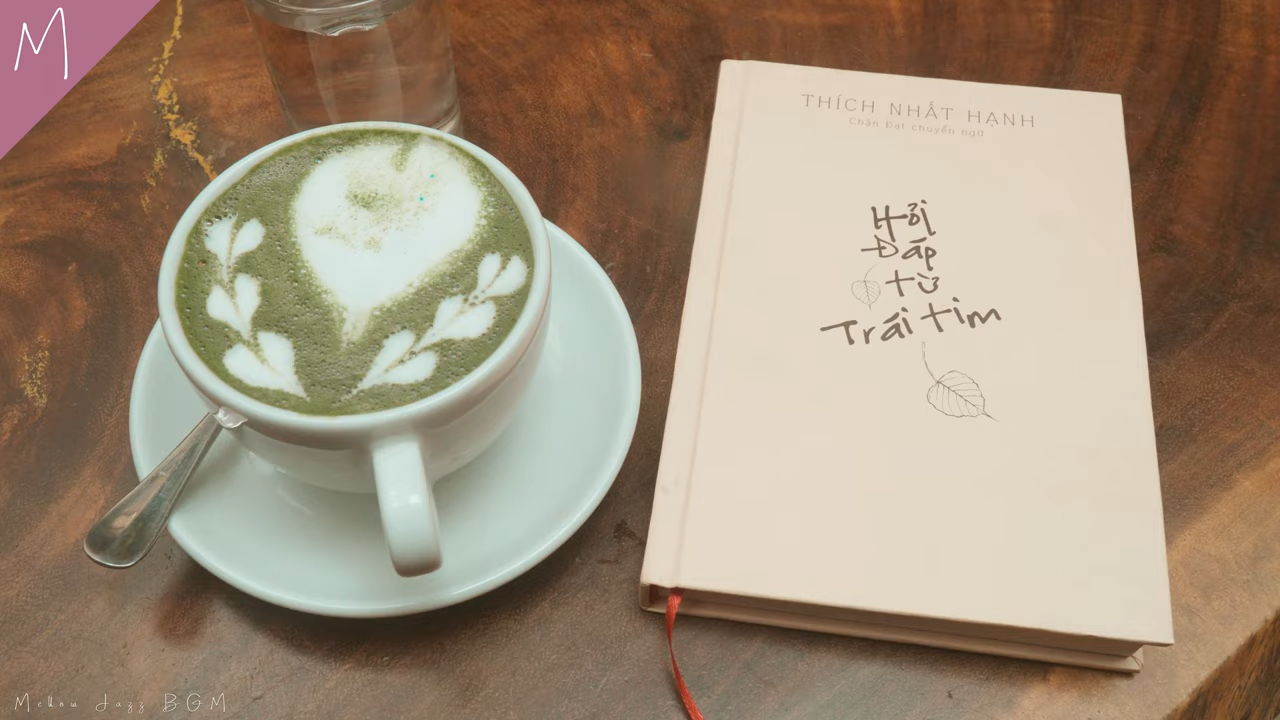 M
THÍCH NHẤT HẠNH
Chân Đạt chuyển ngữ
Hỏi
Đáp
từ
Trái tim
Mellow Jazz BGM